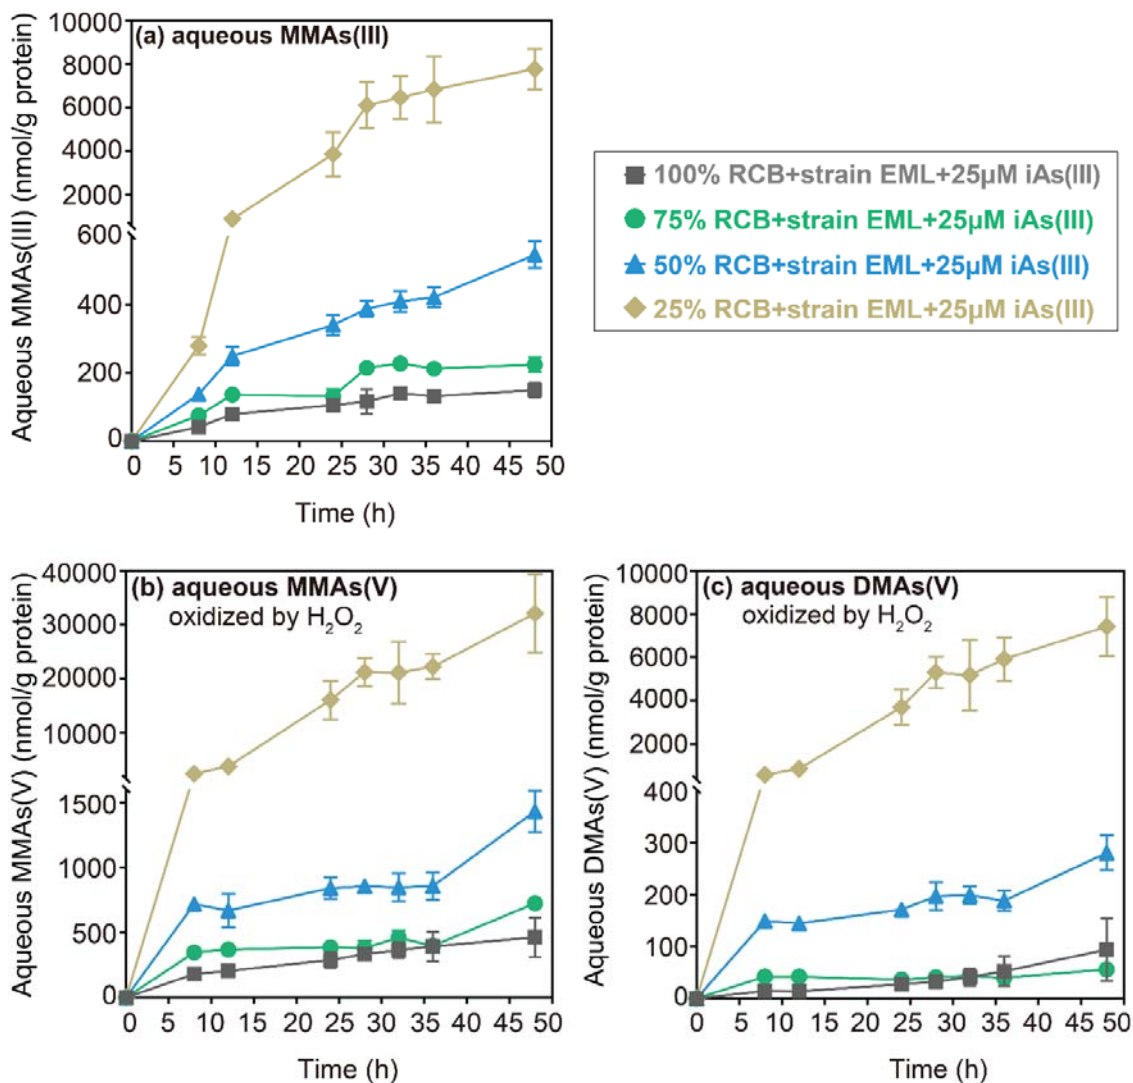 (a) aqueous MMAs(III)
Aqueous MMAs(III) (nmol/g protein)
10000
8000
6000
4000
2000
600
400
200
0
0 5 10 15 20 25 30 35 40 45 50
Time (h)
100% RCB+strain EML+25μM iAs(III)
75% RCB+strain EML+25μM iAs(III)
50% RCB+strain EML+25μM iAs(III)
25% RCB+strain EML+25μM iAs(III)
(b) aqueous MMAs(V)
oxidized by H₂O₂
Aqueous MMAs(V) (nmol/g protein)
40000
30000
20000
10000
1500
1000
500
0
0 5 10 15 20 25 30 35 40 45 50
Time (h)
(c) aqueous DMAs(V)
oxidized by H₂O₂
Aqueous DMAs(V) (nmol/g protein)
10000
8000
6000
4000
2000
400
300
200
100
0
0 5 10 15 20 25 30 35 40 45 50
Time (h)